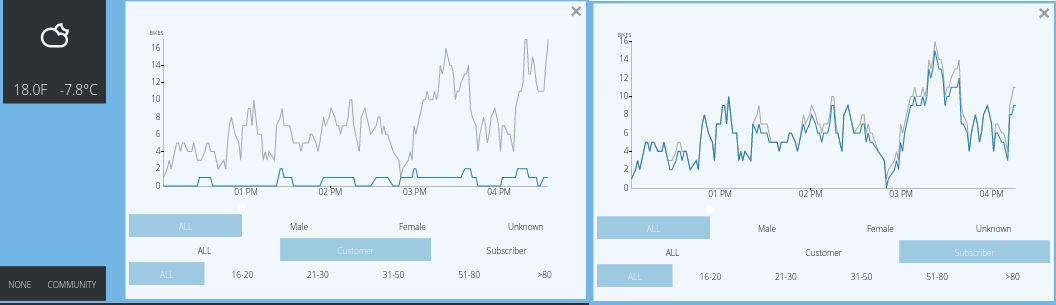 18.0F -7.8°C
NONE COMMUNITY
BIKES
16
14
12
10
8
6
4
2
0
01 PM 02 PM 03 PM 04 PM
ALL Male Female Unknown
ALL Customer Subscriber
ALL 16-20 21-30 31-50 51-80 >80
BIKES
16
14
12
10
8
6
4
2
0
01 PM 02 PM 03 PM 04 PM
ALL Male Female Unknown
ALL Customer Subscriber
ALL 16-20 21-30 31-50 51-80 >80